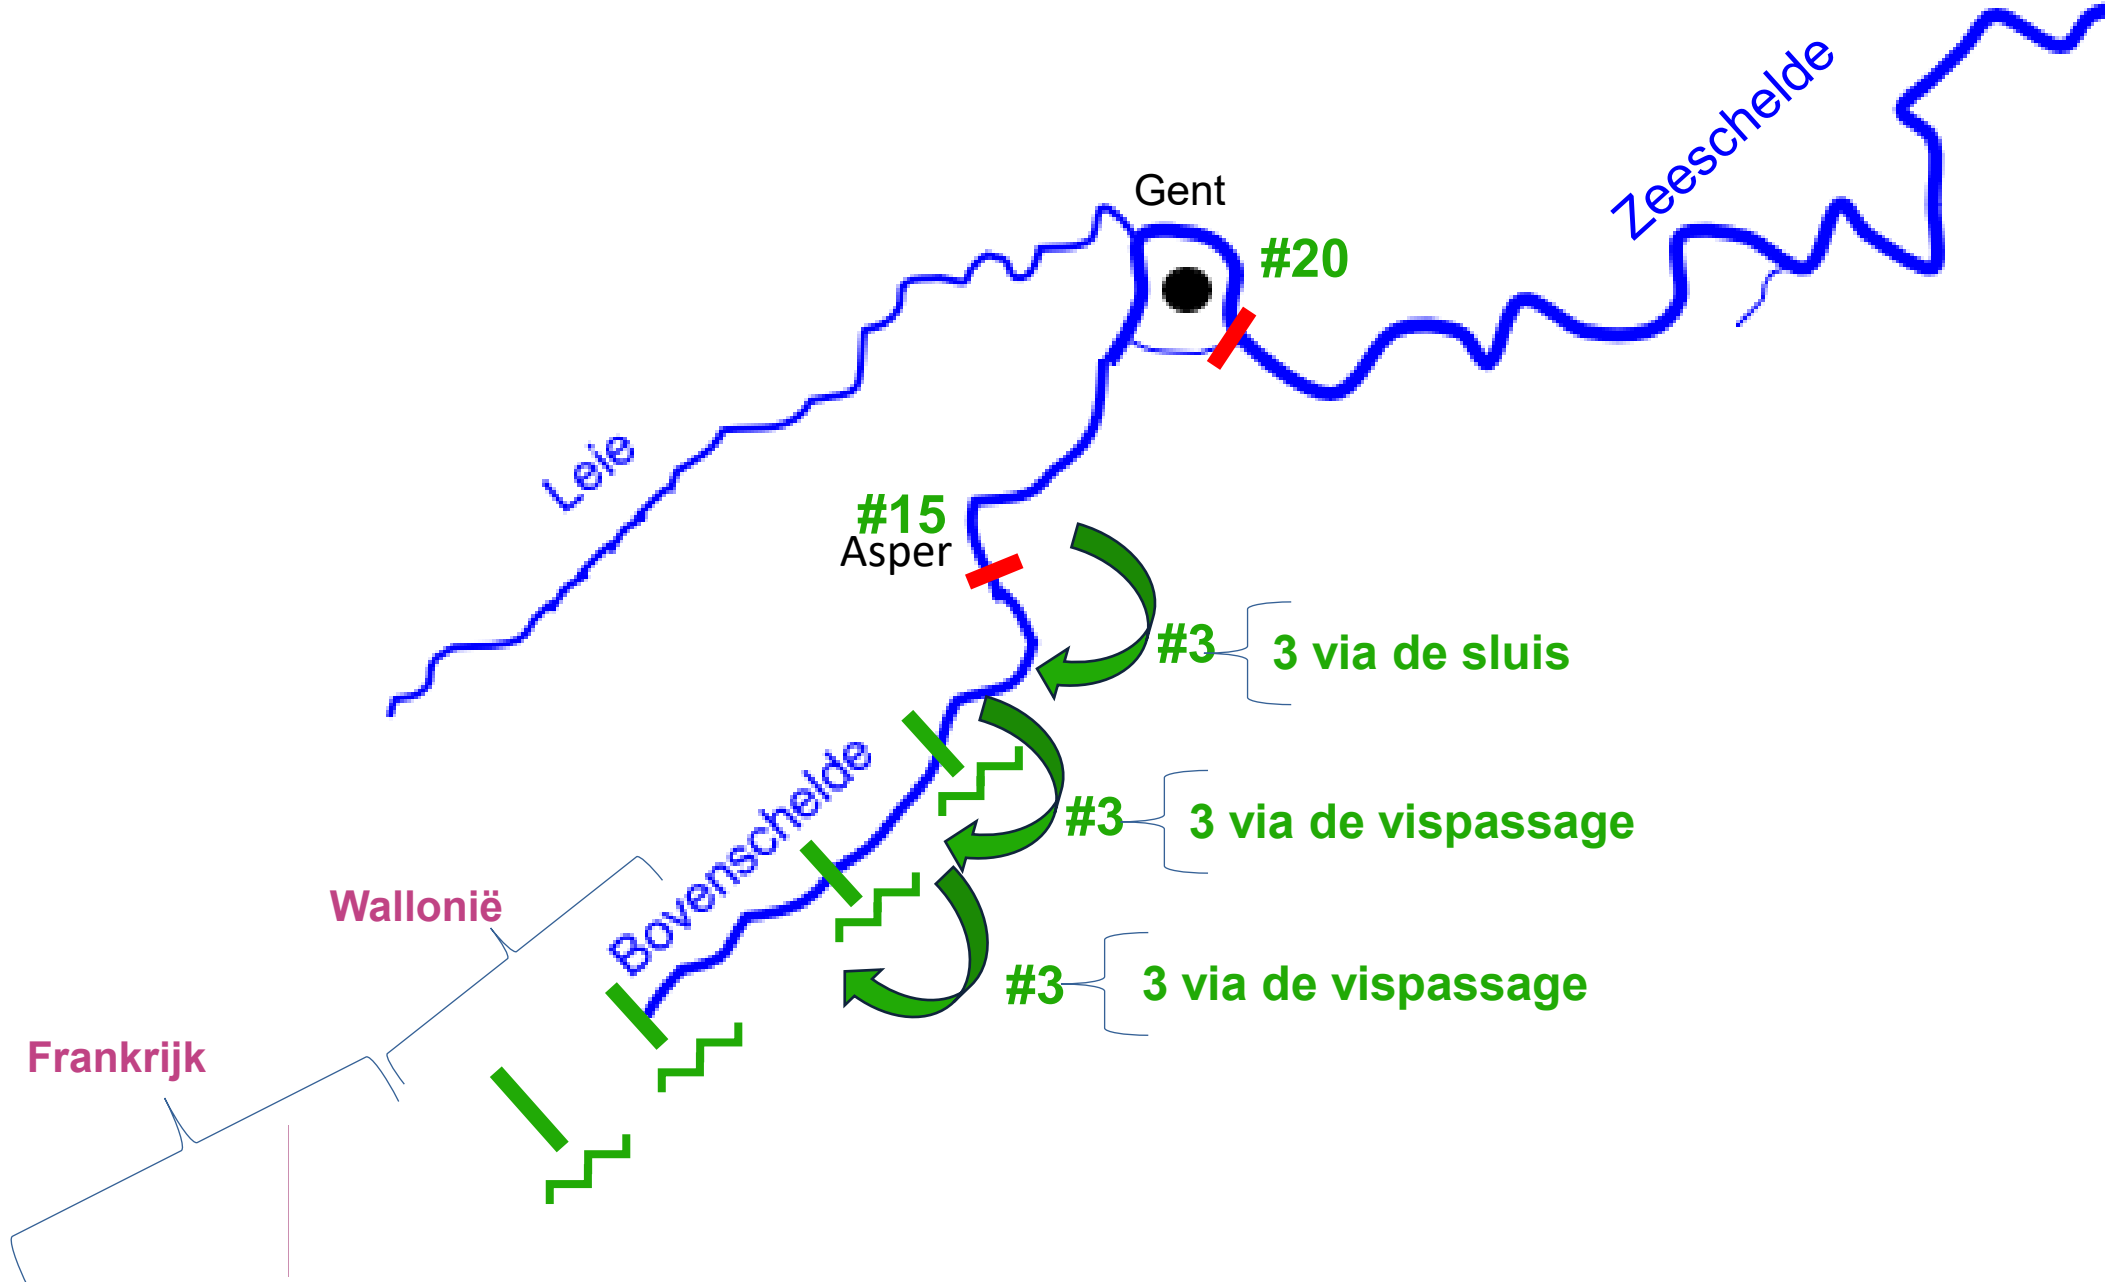 Zeeschelde
Gent
#20
Leie
#15
Asper
#3
3 via de sluis
Bovenschelde
#3
3 via de vispassage
Wallonië
#3
3 via de vispassage
Frankrijk